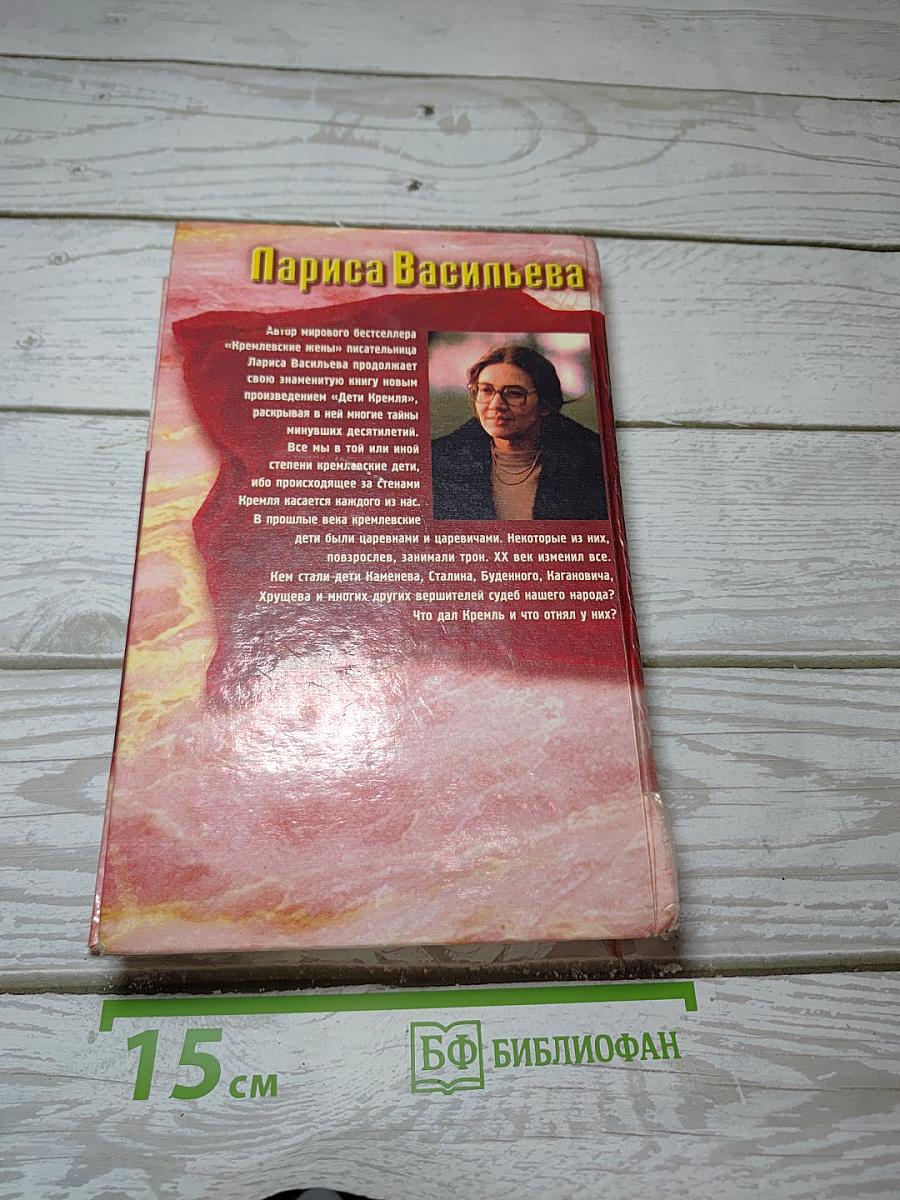 Лариса Васильева
Автор мирового бестселлера
«Кремлевские жены» писательница
Лариса Васильева продолжает
свою знаменитую книгу новым
произведением «Дети Кремля»,
раскрывая в ней многие тайны
минувших десятилетий.
Все мы в той или иной
степени кремлевские дети,
ибо происходящее за стенами
Кремля касается каждого из нас.
В прошлые века кремлевские
дети были царевнами и царевичами. Некоторые из них,
повзрослев, занимали трон. XX век изменил все.
Кем стали дети Каменева, Сталина, Буденного, Кагановича,
Хрущева и многих других вершителей судеб нашего народа?
Что дал Кремль и что отнял у них?
15 см
БФ БИБЛИОФАН